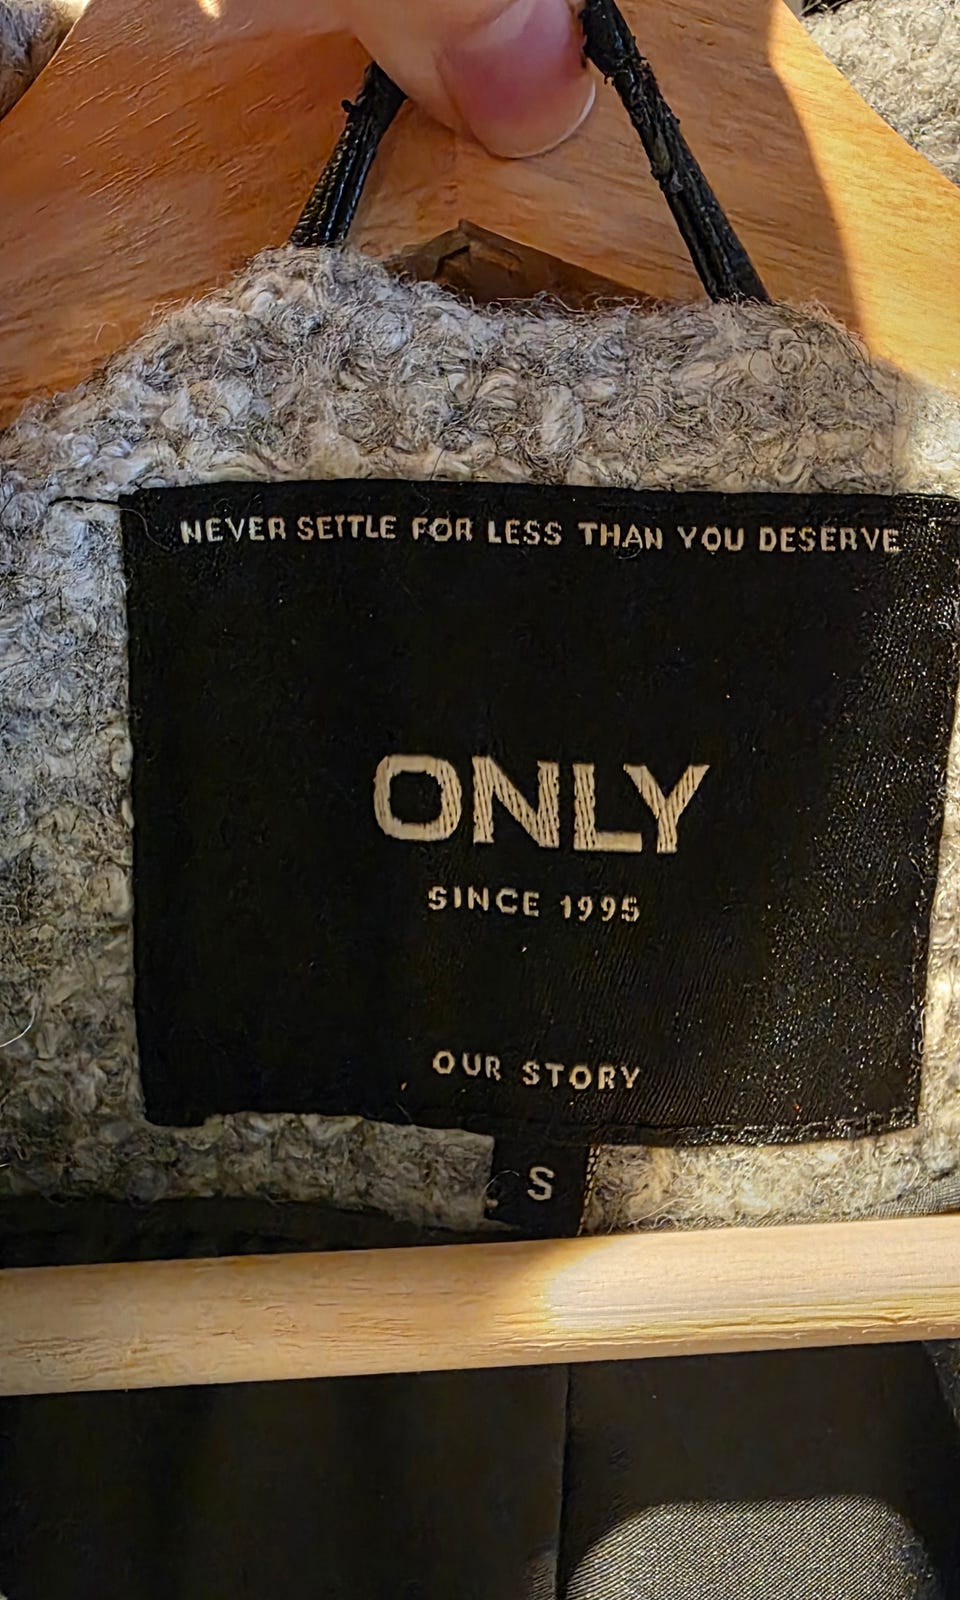 NEVER SETTLE FOR LESS THAN YOU DESERVE
ONLY
SINCE 1995
OUR STORY
S